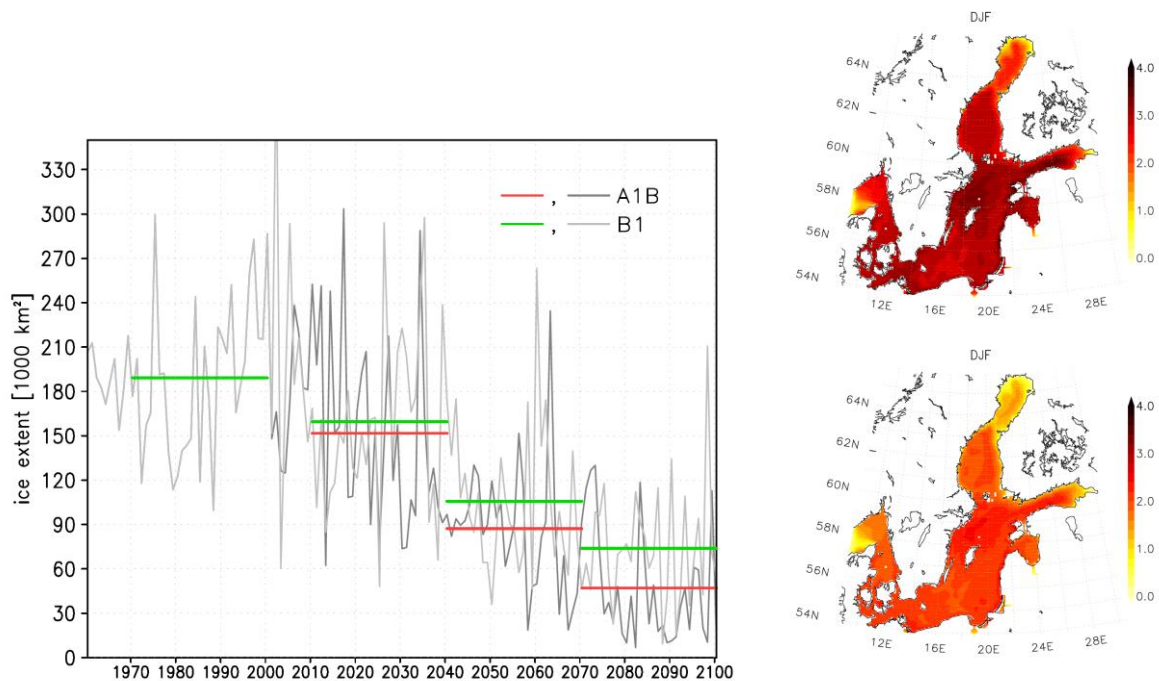 ice extent [1000 km²]
330
300
270
240
210
180
150
120
90
60
30
0
1970 1980 1990 2000 2010 2020 2030 2040 2050 2060 2070 2080 2090 2100
, A1B
, B1
DJF
64N
62N
60N
58N
56N
54N
12E 16E 20E 24E 28E
4.0
3.0
2.0
1.0
0.0
DJF
64N
62N
60N
58N
56N
54N
12E 16E 20E 24E 28E
4.0
3.0
2.0
1.0
0.0